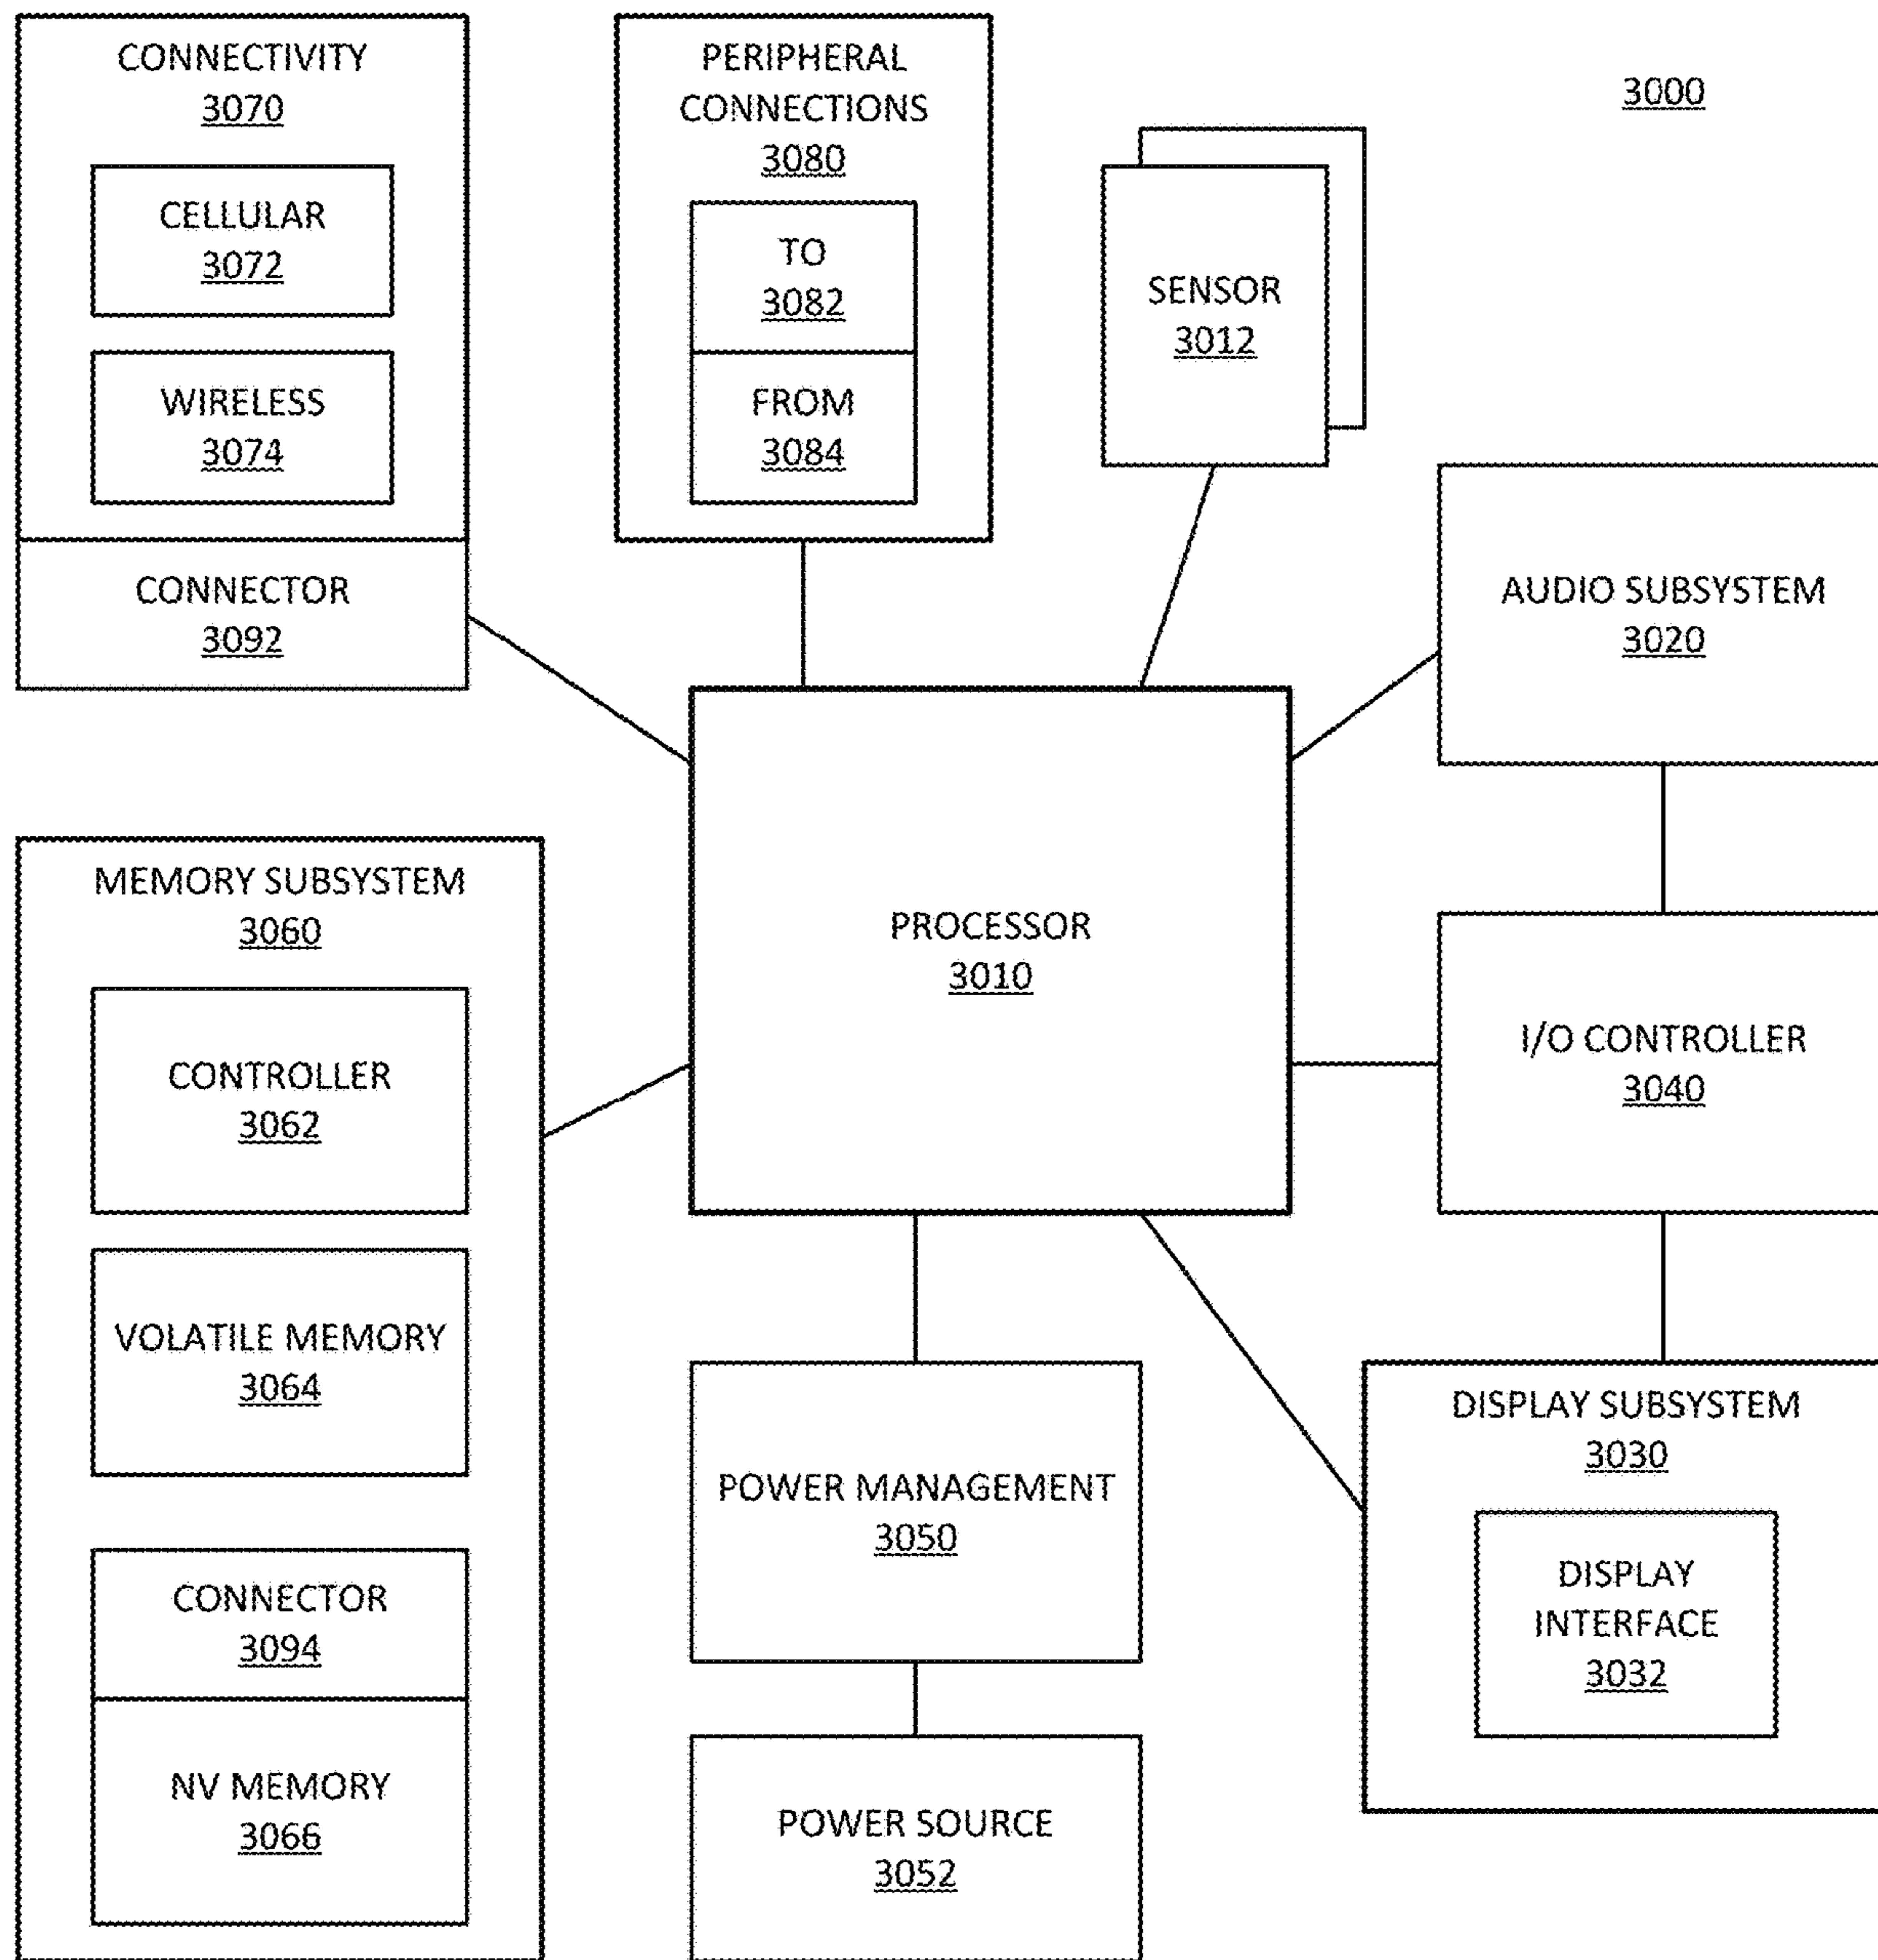 CONNECTIVITY
3070
CELLULAR
3072
WIRELESS
3074
CONNECTOR
3092
PERIPHERAL
CONNECTIONS
3080
TO
3082
FROM
3084
3000
SENSOR
3012
AUDIO SUBSYSTEM
3020
PROCESSOR
3010
I/O CONTROLLER
3040
MEMORY SUBSYSTEM
3060
CONTROLLER
3062
VOLATILE MEMORY
3064
CONNECTOR
3094
NV MEMORY
3066
POWER MANAGEMENT
3050
POWER SOURCE
3052
DISPLAY SUBSYSTEM
3030
DISPLAY
INTERFACE
3032